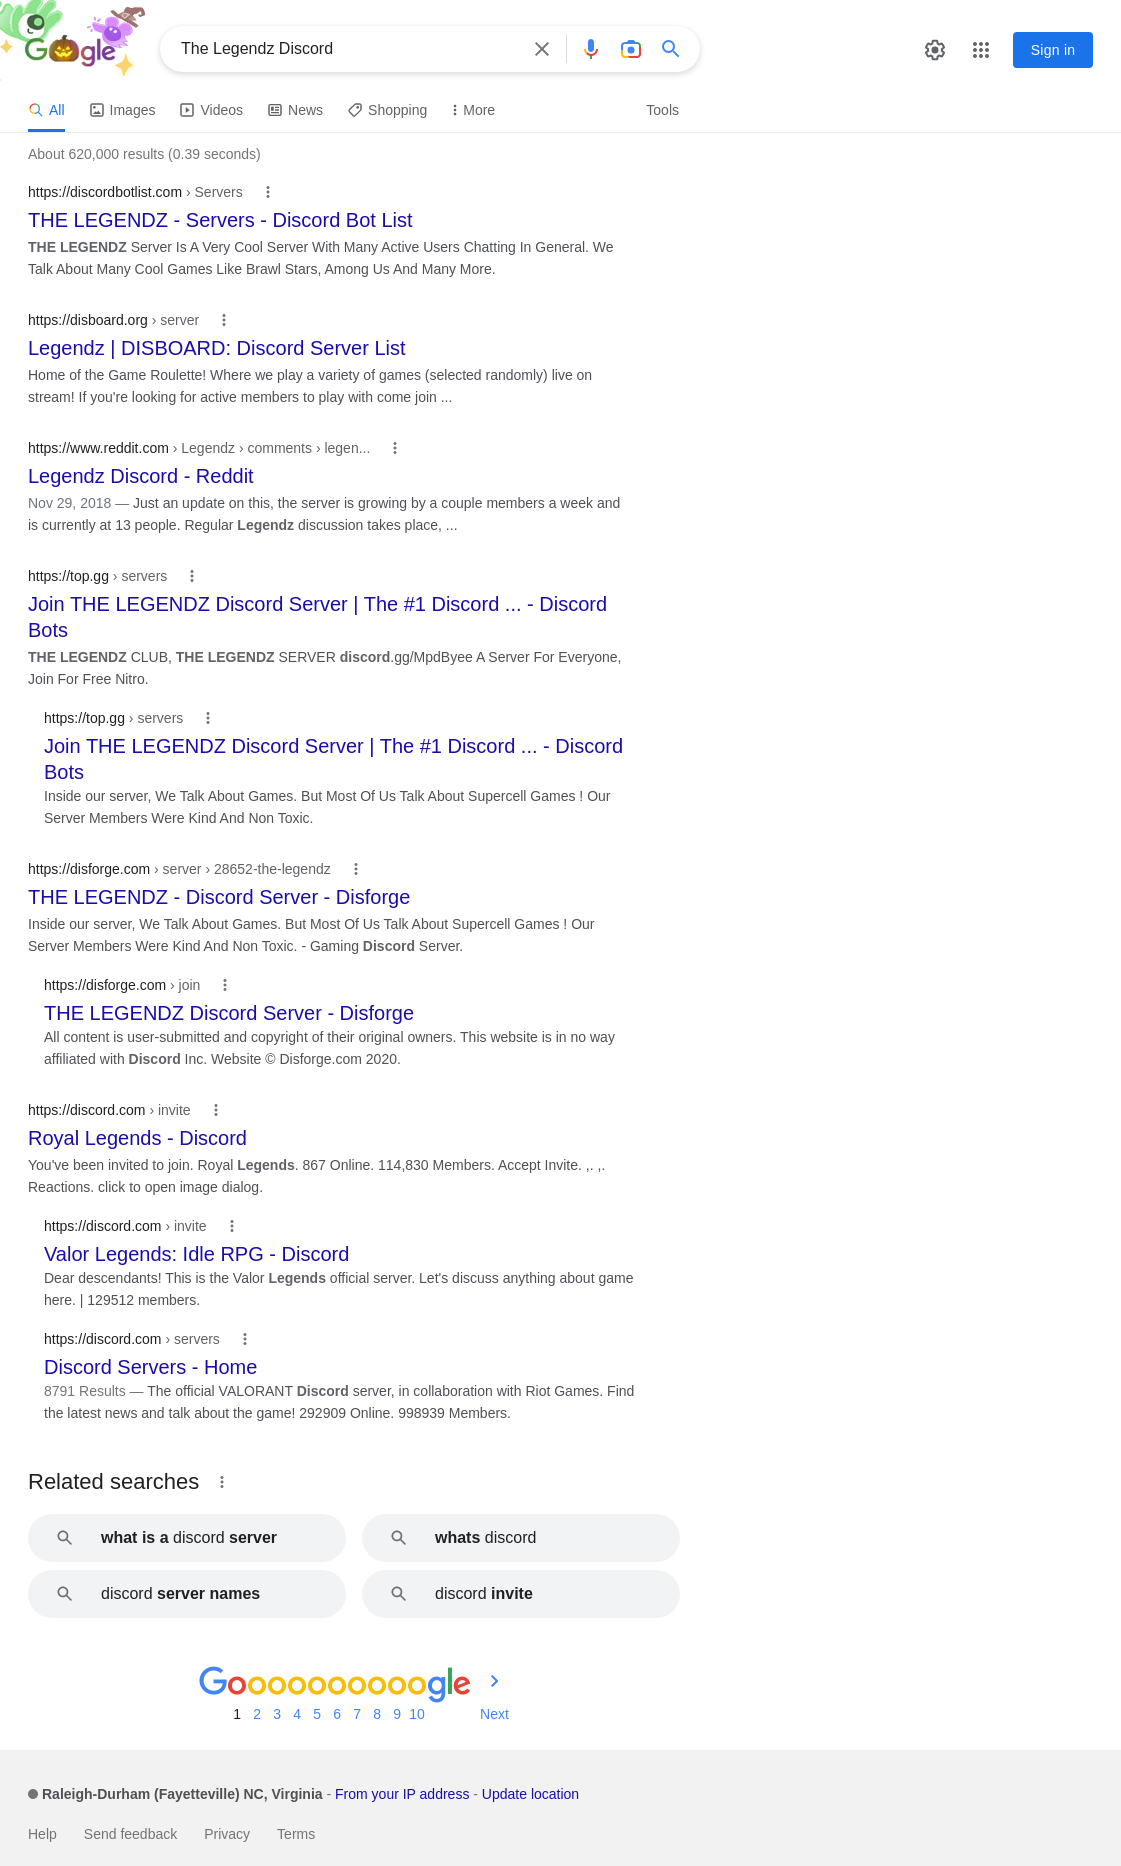 Google
The Legendz Discord
Sign in
All
Images
Videos
News
Shopping
More
Tools
About 620,000 results (0.39 seconds)
https://discordbotlist.com › Servers
THE LEGENDZ - Servers - Discord Bot List
THE LEGENDZ Server Is A Very Cool Server With Many Active Users Chatting In General. We
Talk About Many Cool Games Like Brawl Stars, Among Us And Many More.
https://disboard.org › server
Legendz | DISBOARD: Discord Server List
Home of the Game Roulette! Where we play a variety of games (selected randomly) live on
stream! If you're looking for active members to play with come join ...
https://www.reddit.com › Legendz › comments › legen...
Legendz Discord - Reddit
Nov 29, 2018 — Just an update on this, the server is growing by a couple members a week and
is currently at 13 people. Regular Legendz discussion takes place, ...
https://top.gg › servers
Join THE LEGENDZ Discord Server | The #1 Discord ... - Discord
Bots
THE LEGENDZ CLUB, THE LEGENDZ SERVER discord.gg/MpdByee A Server For Everyone,
Join For Free Nitro.
https://top.gg › servers
Join THE LEGENDZ Discord Server | The #1 Discord ... - Discord
Bots
Inside our server, We Talk About Games. But Most Of Us Talk About Supercell Games ! Our
Server Members Were Kind And Non Toxic.
https://disforge.com › server › 28652-the-legendz
THE LEGENDZ - Discord Server - Disforge
Inside our server, We Talk About Games. But Most Of Us Talk About Supercell Games ! Our
Server Members Were Kind And Non Toxic. - Gaming Discord Server.
https://disforge.com › join
THE LEGENDZ Discord Server - Disforge
All content is user-submitted and copyright of their original owners. This website is in no way
affiliated with Discord Inc. Website © Disforge.com 2020.
https://discord.com › invite
Royal Legends - Discord
You've been invited to join. Royal Legends. 867 Online. 114,830 Members. Accept Invite. ,. ,.
Reactions. click to open image dialog.
https://discord.com › invite
Valor Legends: Idle RPG - Discord
Dear descendants! This is the Valor Legends official server. Let's discuss anything about game
here. | 129512 members.
https://discord.com › servers
Discord Servers - Home
8791 Results — The official VALORANT Discord server, in collaboration with Riot Games. Find
the latest news and talk about the game! 292909 Online. 998939 Members.
Related searches
what is a discord server
whats discord
discord server names
discord invite
Goooooooooogle
1 2 3 4 5 6 7 8 9 10 Next
Raleigh-Durham (Fayetteville) NC, Virginia - From your IP address - Update location
Help Send feedback Privacy Terms